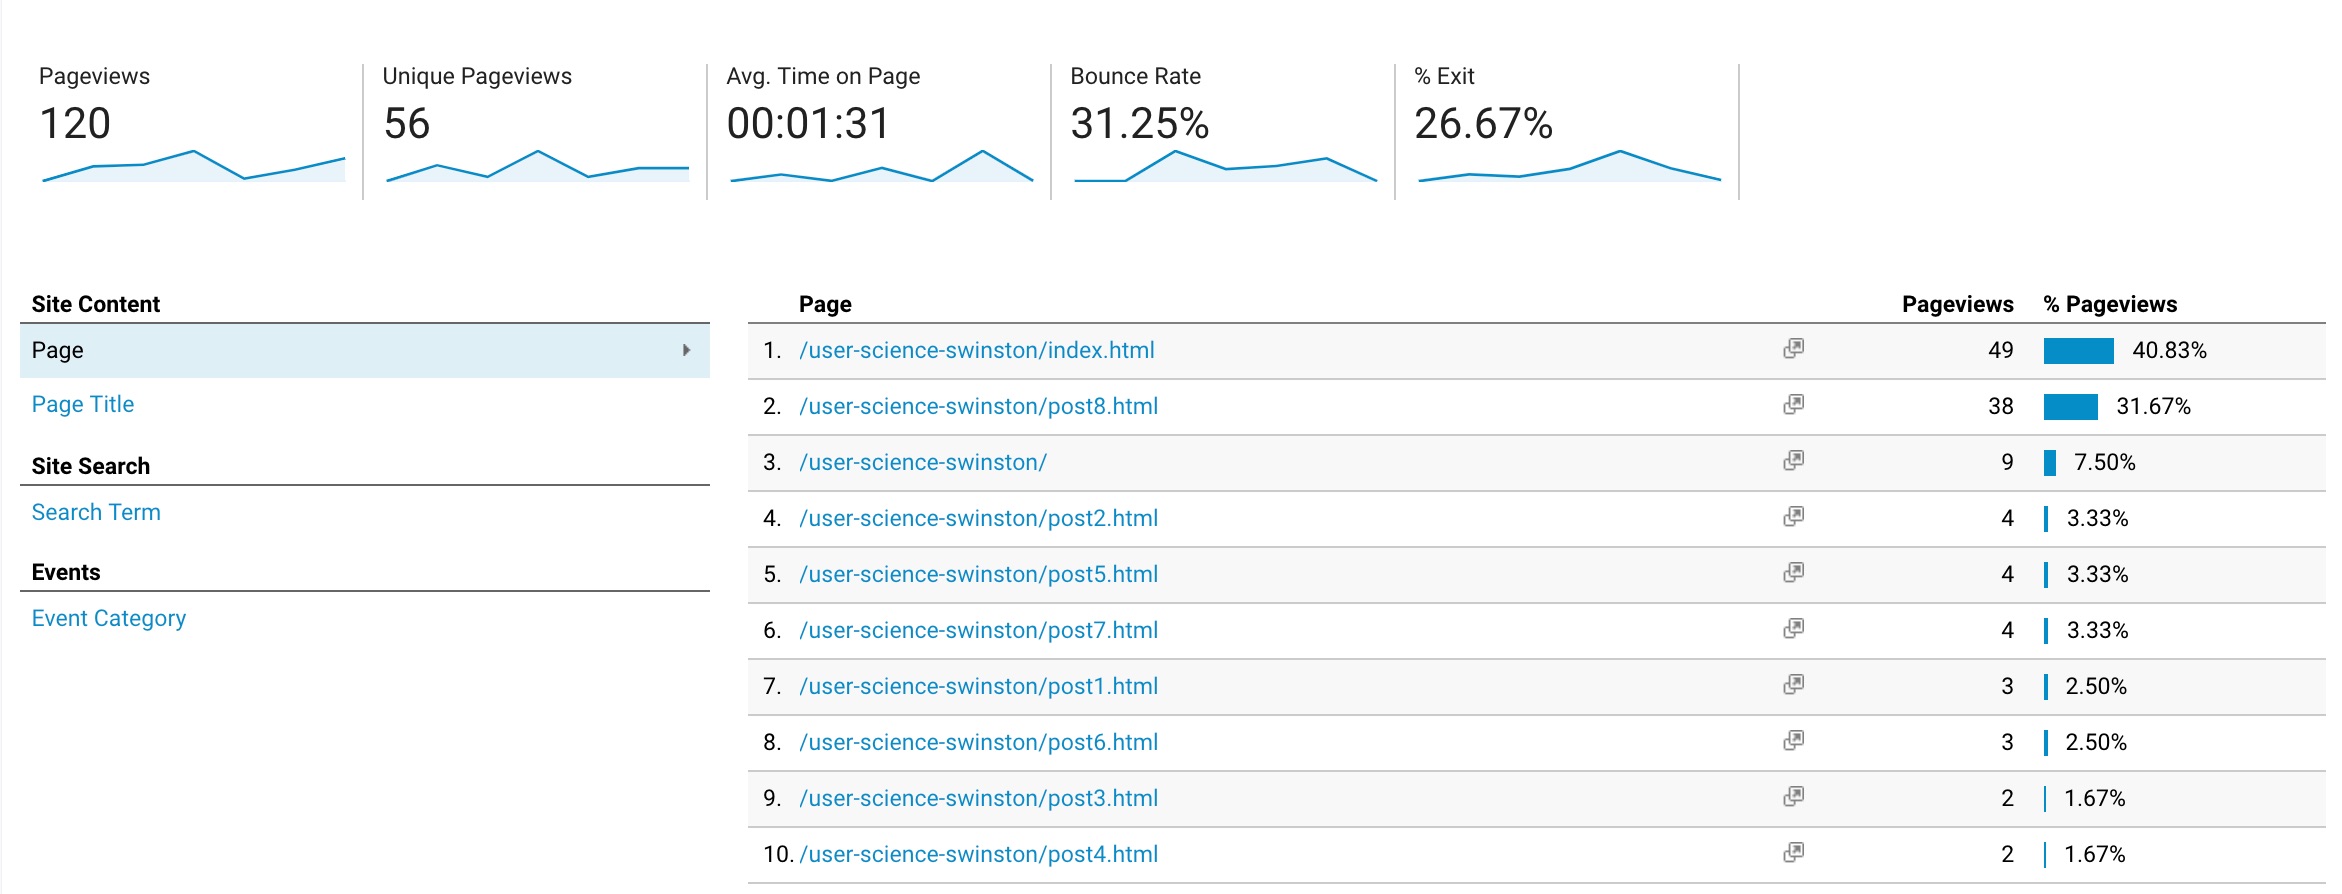 Pageviews
120
Unique Pageviews
56
Avg. Time on Page
00:01:31
Bounce Rate
31.25%
% Exit
26.67%
Site Content
Page
Page Title
Site Search
Search Term
Events
Event Category
Page Pageviews % Pageviews
1. /user-science-swinston/index.html 49 40.83%
2. /user-science-swinston/post8.html 38 31.67%
3. /user-science-swinston/ 9 7.50%
4. /user-science-swinston/post2.html 4 3.33%
5. /user-science-swinston/post5.html 4 3.33%
6. /user-science-swinston/post7.html 4 3.33%
7. /user-science-swinston/post1.html 3 2.50%
8. /user-science-swinston/post6.html 3 2.50%
9. /user-science-swinston/post3.html 2 1.67%
10. /user-science-swinston/post4.html 2 1.67%